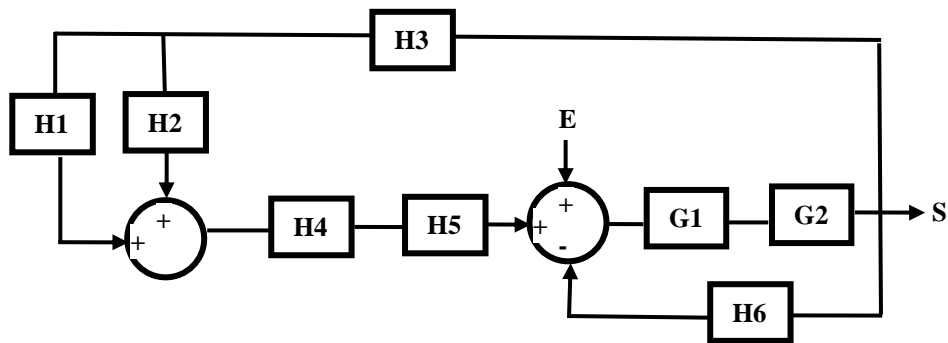 H3
H1
H2
E
+
+
+
H4
H5
+
-
+
G1
G2
S
H6